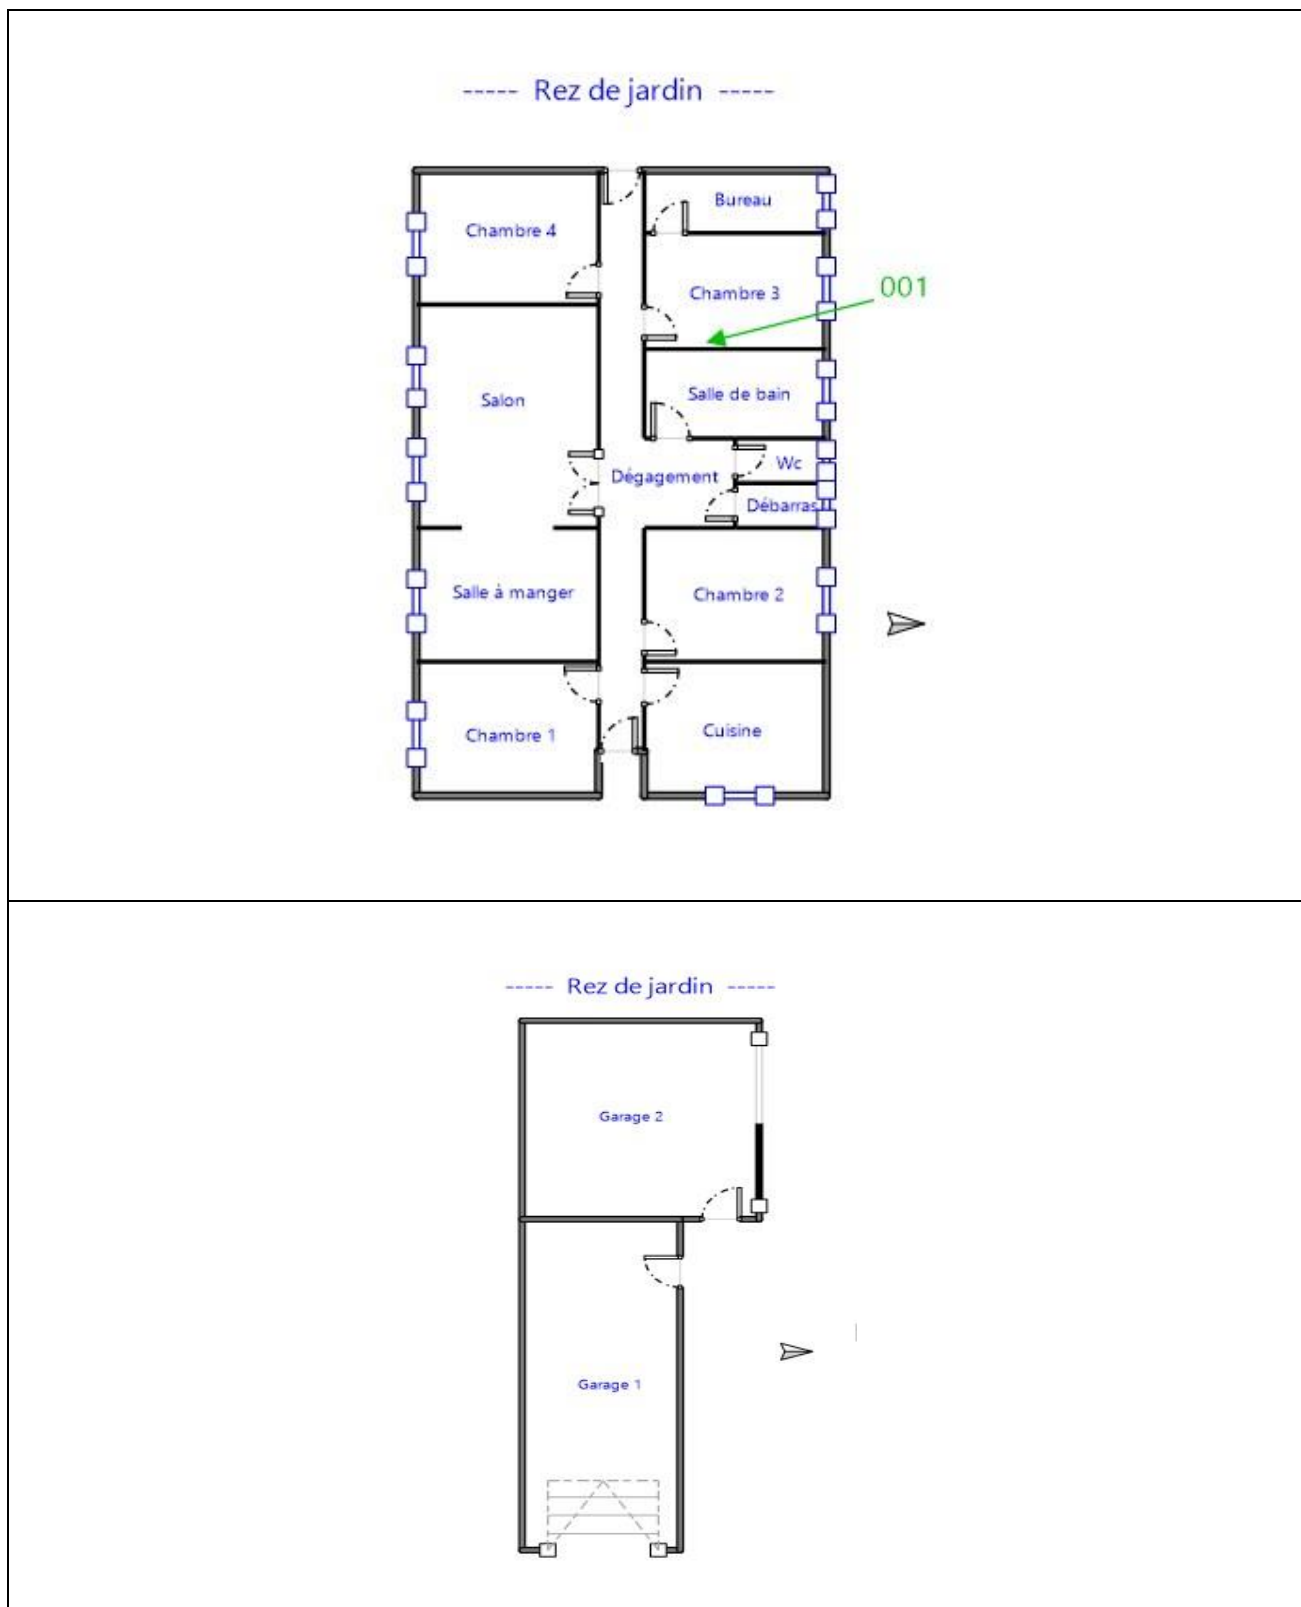 ----- Rez de jardin -----
Bureau
Chambre 4
Chambre 3
001
Salle de bain
Salon
Wc
Dégagement
Débarras
Salle à manger
Chambre 2
Chambre 1
Cuisine
----- Rez de jardin -----
Garage 2
Garage 1